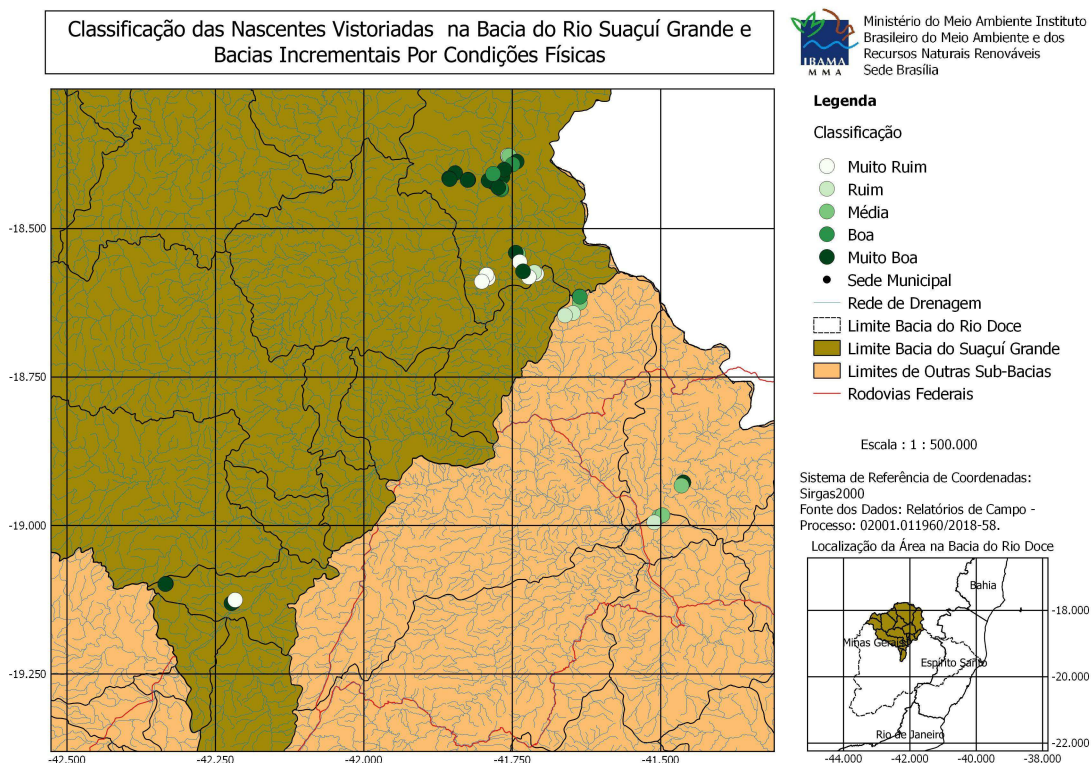 Classificação das Nascentes Vistoriadas na Bacia do Rio Suaçuí Grande e
Bacias Incrementais Por Condições Físicas
IBAMA
M M A
Ministério do Meio Ambiente Instituto
Brasileiro do Meio Ambiente e dos
Recursos Naturais Renováveis
Sede Brasília
Legenda
Classificação
Muito Ruim
Ruim
Média
Boa
Muito Boa
Sede Municipal
Rede de Drenagem
Limite Bacia do Rio Doce
Limite Bacia do Suaçuí Grande
Limites de Outras Sub-Bacias
Rodovias Federais
Escala : 1 : 500.000
Sistema de Referência de Coordenadas:
Sirgas2000
Fonte dos Dados: Relatórios de Campo -
Processo: 02001.011960/2018-58.
Localização da Área na Bacia do Rio Doce
Bahia
Minas Gerais
Espírito Santo
Rio de Janeiro
-18.000
-20.000
-22.000
-44.000 -42.000 -40.000 -38.000
-18.500
-18.750
-19.000
-19.250
-42.500 -42.250 -42.000 -41.750 -41.500